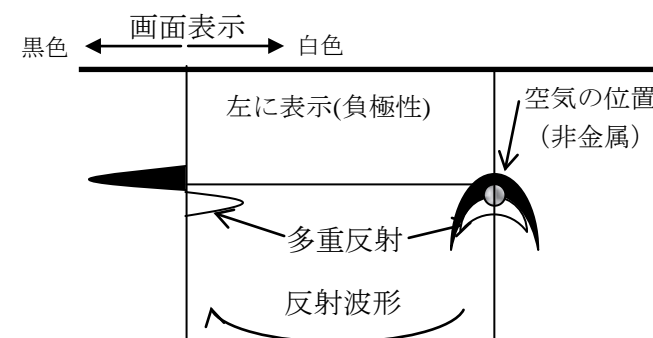 画面表示
黒色
白色
左に表示(負極性)
空気の位置
（非金属）
多重反射
反射波形